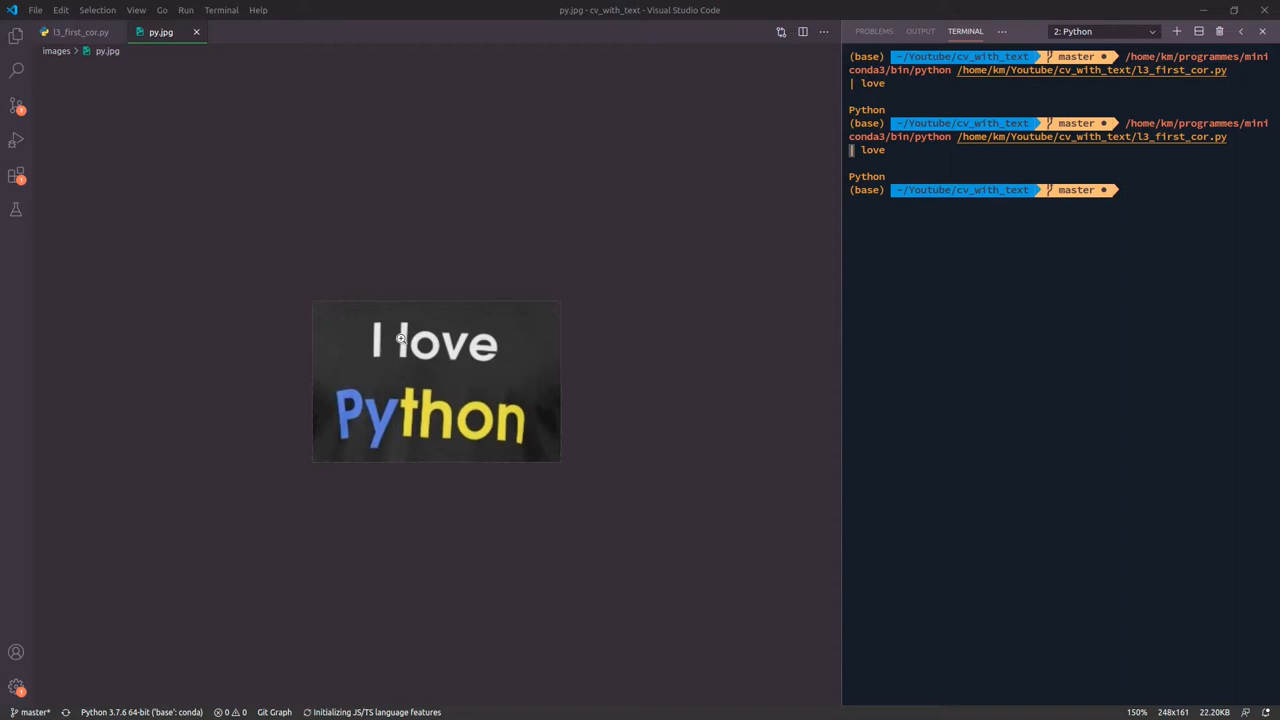 File Edit Selection View Go Run Terminal Help
py.jpg - cv_with_text - Visual Studio Code
l3_first_cor.py
py.jpg
images > py.jpg
I love
Python
PROBLEMS OUTPUT TERMINAL ···
2: Python
(base) ~/Youtube/cv_with_text master ● /home/km/programmes/mini
conda3/bin/python /home/km/Youtube/cv_with_text/l3_first_cor.py
| love
Python
(base) ~/Youtube/cv_with_text master ● /home/km/programmes/mini
conda3/bin/python /home/km/Youtube/cv_with_text/l3_first_cor.py
| love
Python
(base) ~/Youtube/cv_with_text master ●
master* Python 3.7.6 64-bit ('base': conda) 0 0 Git Graph Initializing JS/TS language features 150% 248x161 22.20KB